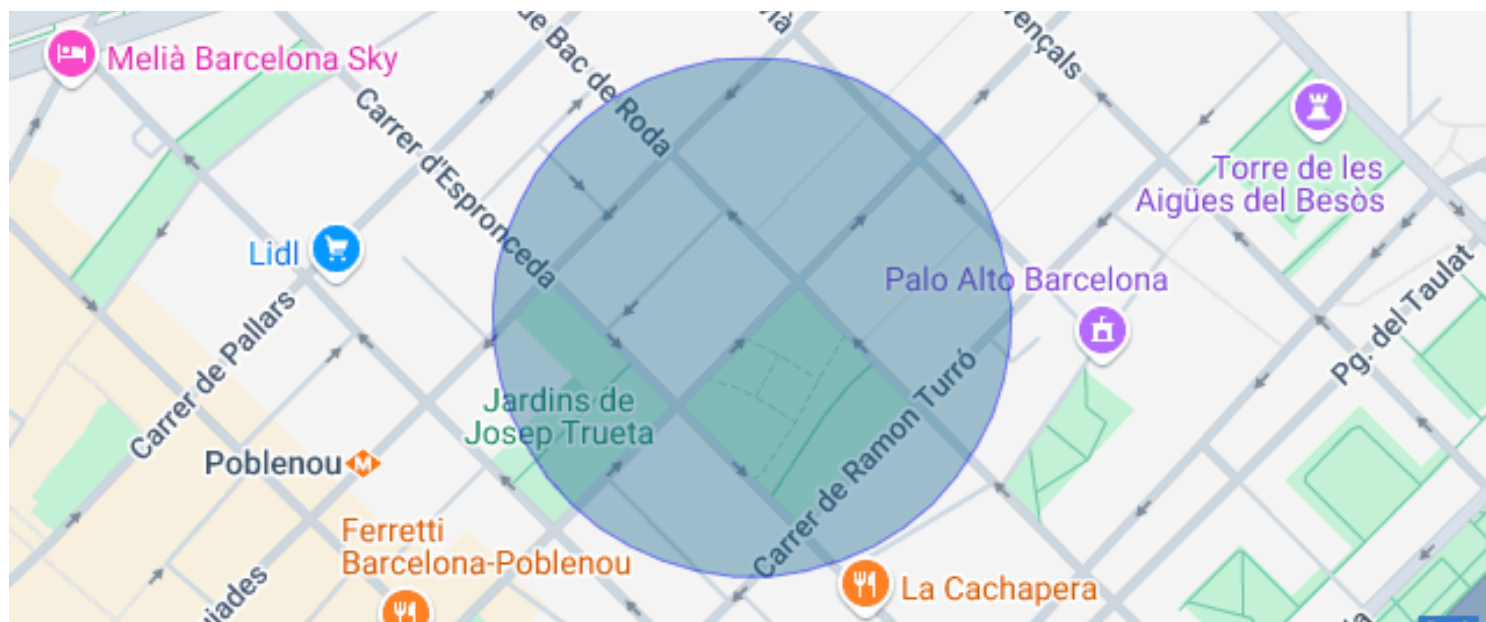 Melià Barcelona Sky
Carrer d'Espronceda
Bac de Roda
Torre de les
Aigües del Besòs
Lidl
Palo Alto Barcelona
Carrer de Pallars
Pg. del Taulat
Jardins de
Josep Trueta
Poblenou
Carrer de Ramon Turró
Ferretti
Barcelona-Poblenou
La Cachapera